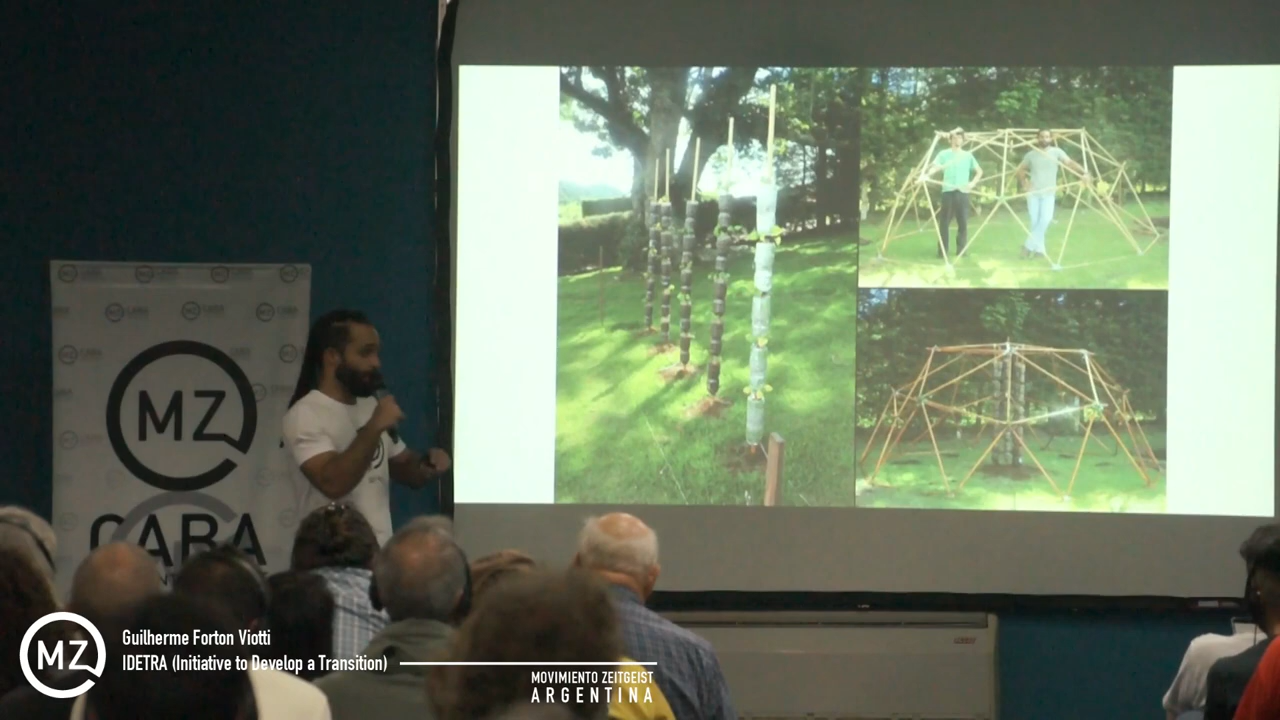 MZ
CABA
MZ
Guilherme Forton Viotti
IDETRA (Initiative to Develop a Transition)
MOVIMIENTO ZEITGEIST
ARGENTINA